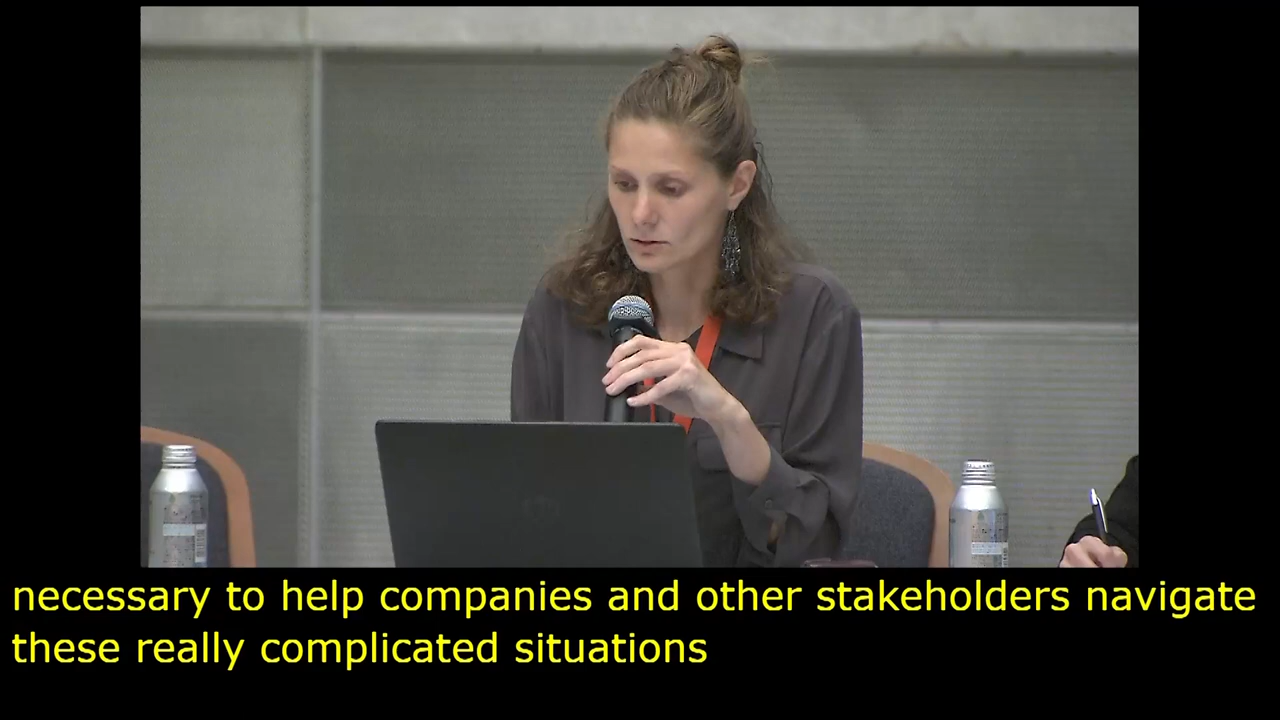 necessary to help companies and other stakeholders navigate
these really complicated situations